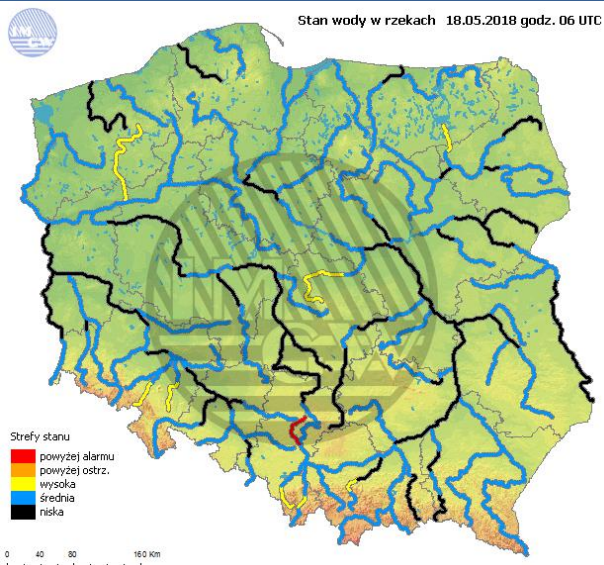 Stan wody w rzekach 18.05.2018 godz. 06 UTC
Strefy stanu
powyżej alarmu
powyżej ostrz.
wysoka
średnia
niska
0 40 80 160 Km